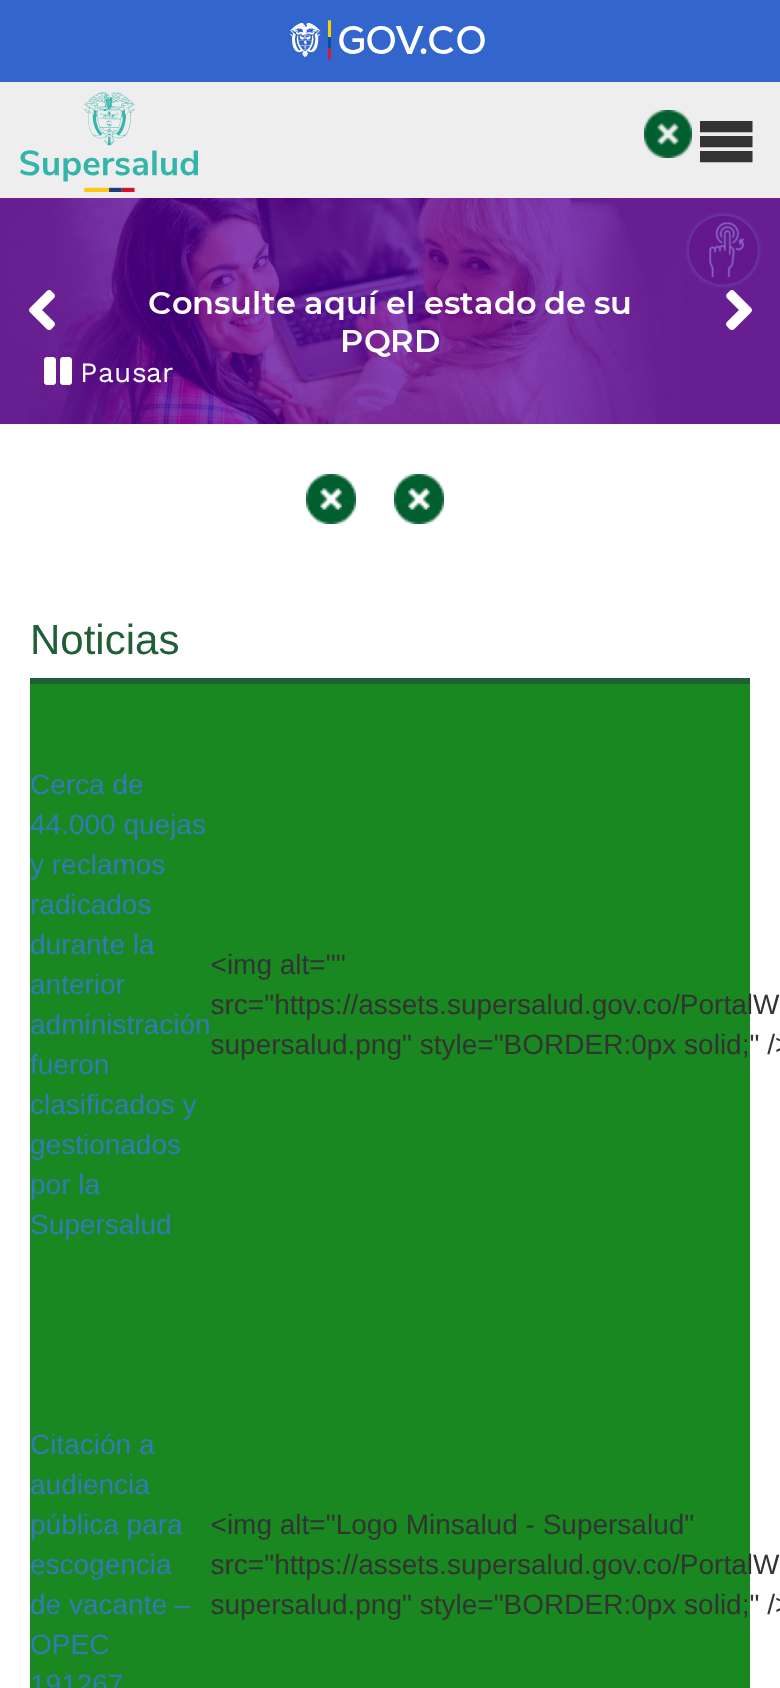 GOV.CO
Supersalud
Consulte aquí el estado de su
PQRD
Pausar
Noticias
Cerca de
44.000 quejas
y reclamos
radicados
durante la
anterior
administración
fueron
clasificados y
gestionados
por la
Supersalud
<img alt=""
src="https://assets.supersalud.gov.co/PortalW
supersalud.png" style="BORDER:0px solid;" />
Citación a
audiencia
pública para
escogencia
de vacante –
OPEC
191267
<img alt="Logo Minsalud - Supersalud"
src="https://assets.supersalud.gov.co/PortalW
supersalud.png" style="BORDER:0px solid;" />